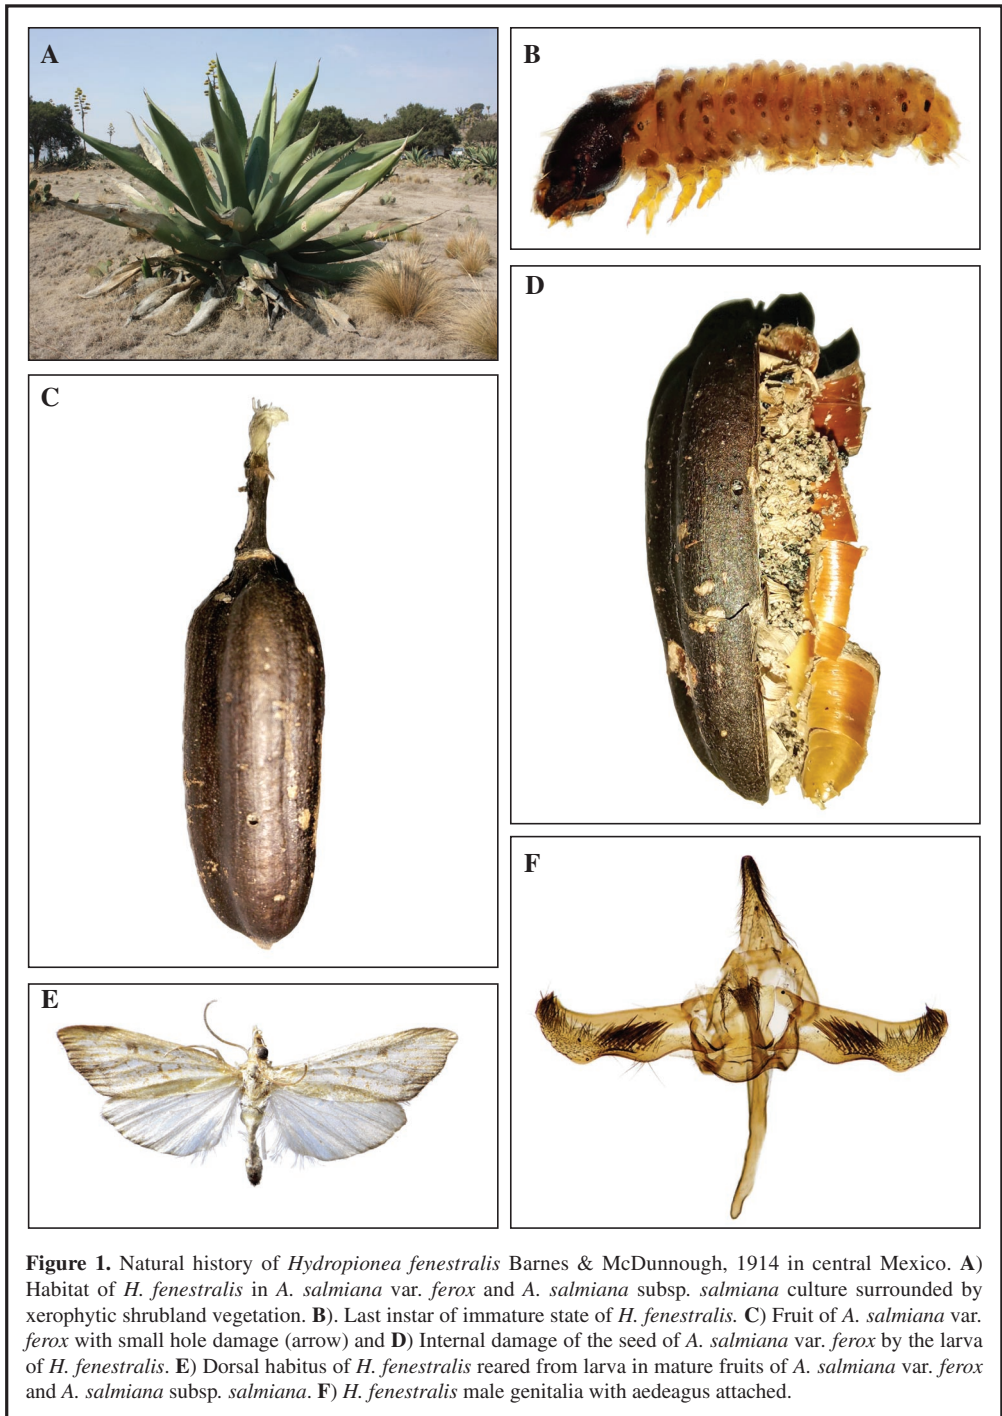 A
B
D
C
F
E
Figure 1. Natural history of Hydropionea fenestralis Barnes & McDunnough, 1914 in central Mexico. A)
Habitat of H. fenestralis in A. salmiana var. ferox and A. salmiana subsp. salmiana culture surrounded by
xerophytic shrubland vegetation. B). Last instar of immature state of H. fenestralis. C) Fruit of A. salmiana var.
ferox with small hole damage (arrow) and D) Internal damage of the seed of A. salmiana var. ferox by the larva
of H. fenestralis. E) Dorsal habitus of H. fenestralis reared from larva in mature fruits of A. salmiana var. ferox
and A. salmiana subsp. salmiana. F) H. fenestralis male genitalia with aedeagus attached.